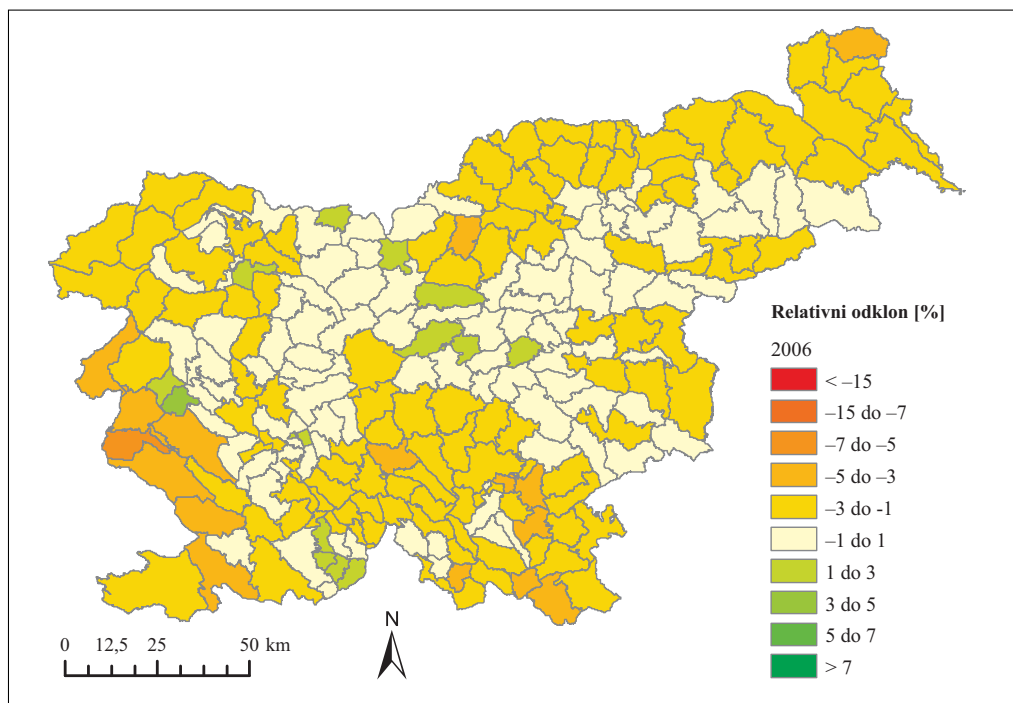 Relativni odklon [%]
2006
< –15
–15 do –7
–7 do –5
–5 do –3
–3 do -1
–1 do 1
1 do 3
3 do 5
5 do 7
> 7
N
0 12,5 25 50 km